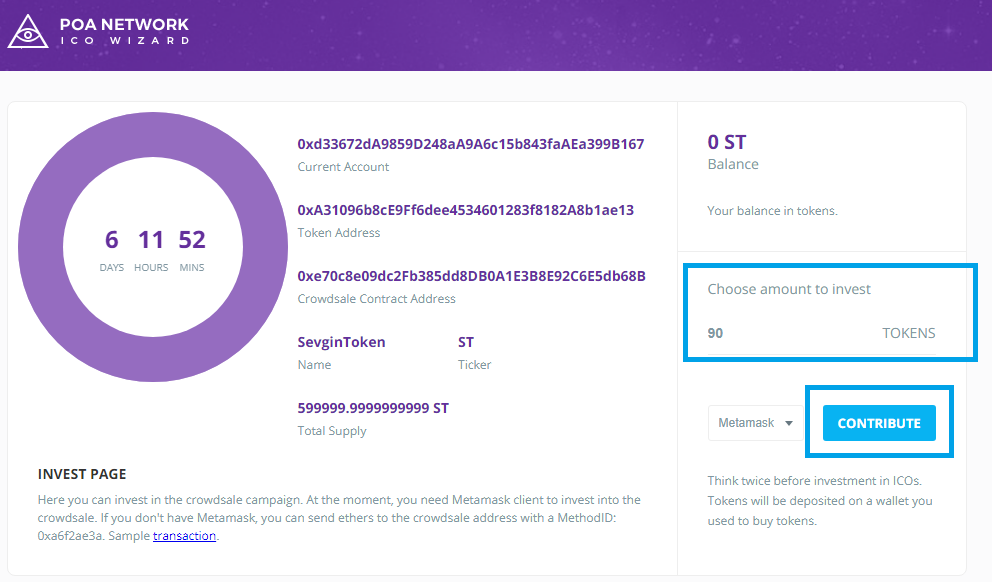 POA NETWORK
ICO WIZARD
6 11 52
DAYS HOURS MINS
0xd33672dA9859D248aA9A6c15b843faAEa399B167
Current Account
0xA31096b8cE9Ff6dee4534601283f8182A8b1ae13
Token Address
0xe70c8e09dc2Fb385dd8DB0A1E3B8E92C6E5db68B
Crowdsale Contract Address
SevginToken ST
Name Ticker
599999.9999999999 ST
Total Supply
INVEST PAGE
Here you can invest in the crowdsale campaign. At the moment, you need Metamask client to invest into the
crowdsale. If you don't have Metamask, you can send ethers to the crowdsale address with a MethodID:
0xa6f2ae3a. Sample transaction.
0 ST
Balance
Your balance in tokens.
Choose amount to invest
90 TOKENS
Metamask CONTRIBUTE
Think twice before investment in ICOs.
Tokens will be deposited on a wallet you
used to buy tokens.